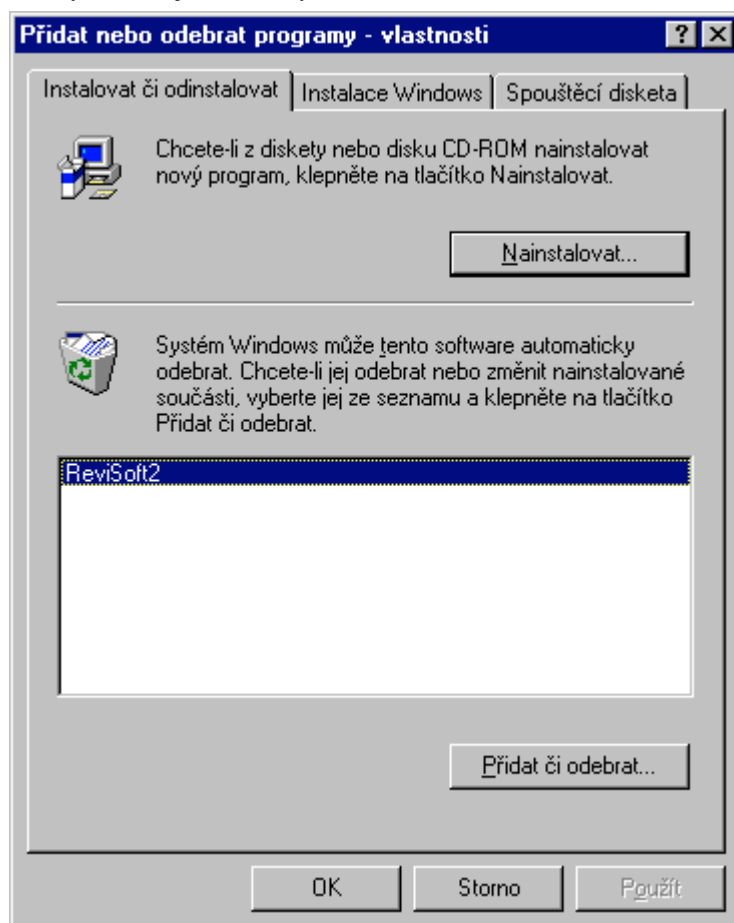 Přidat nebo odebrat programy - vlastnosti
Instalovat či odinstalovat Instalace Windows Spouštěcí disketa
Chcete-li z diskety nebo disku CD-ROM nainstalovat
nový program, klepněte na tlačítko Nainstalovat.
Nainstalovat...
Systém Windows může tento software automaticky
odebrat. Chcete-li jej odebrat nebo změnit nainstalované
součásti, vyberte jej ze seznamu a klepněte na tlačítko
Přidat či odebrat.
ReviSoft2
Přidat či odebrat...
OK Storno Použít